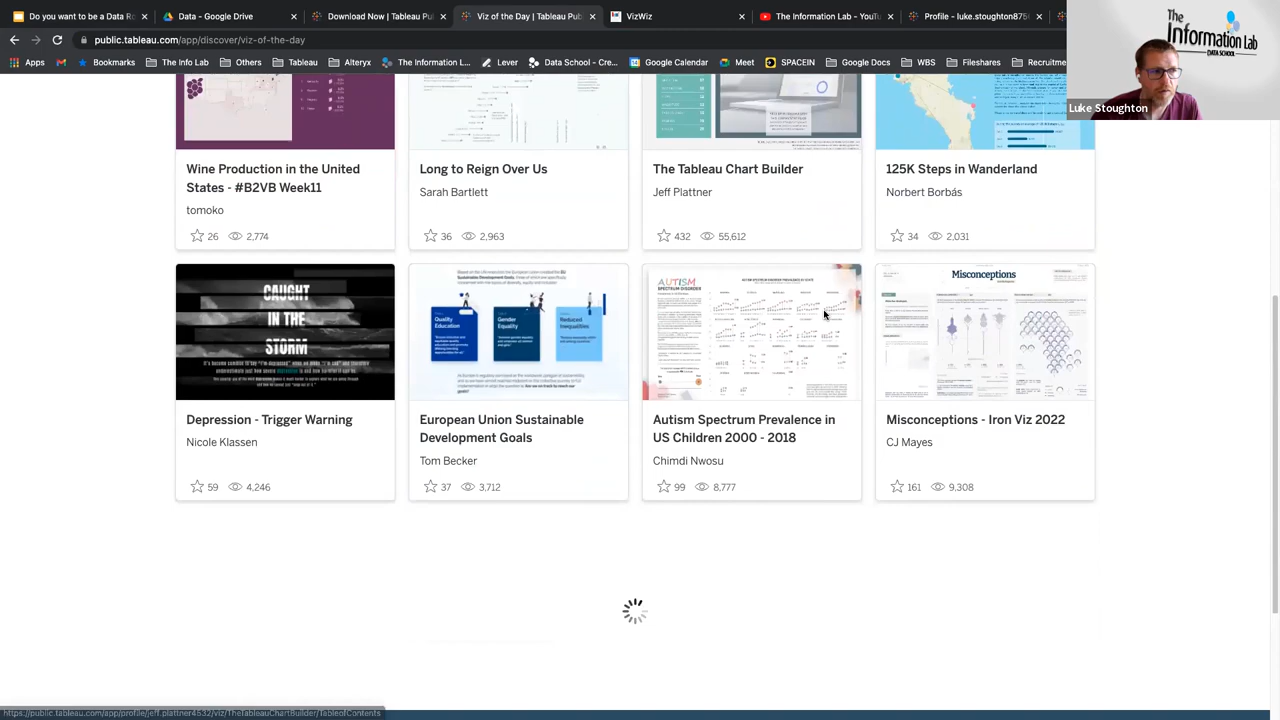 Do you want to be a Data Ro
Data - Google Drive
Download Now | Tableau Pub
Viz of the Day | Tableau Pub
VizWiz
The Information Lab - YouTu
Profile - luke.stoughton875
public.tableau.com/app/discover/viz-of-the-day
Apps
Bookmarks
The Info Lab
Others
Tableau
Alteryx
The Information L...
Google Calendar
Meet
SCORO
Google Docs
WBS
Fileshares
Recruitme
The
Information Lab
DATA SCHOOL
Luke Stoughton
Wine Production in the United
States - #B2VB Week11
tomoko
26 2,774
Long to Reign Over Us
Sarah Bartlett
36 2,963
The Tableau Chart Builder
Jeff Plattner
432 55,612
125K Steps in Wanderland
Norbert Borbás
34 2,031
CAUGHT
IN THE
STORM
Depression - Trigger Warning
Nicole Klassen
59 4,246
Quality
Education
Gender
Equality
Reduced
Inequalities
European Union Sustainable
Development Goals
Tom Becker
37 3,712
AUTISM
SPECTRUM DISORDER
Autism Spectrum Prevalence in
US Children 2000 - 2018
Chimdi Nwosu
99 8,777
Misconceptions
Misconceptions - Iron Viz 2022
CJ Mayes
161 9,308
https://public.tableau.com/app/profile/jeff.plattner4532/viz/TheTableauChartBuilder/TableofContents